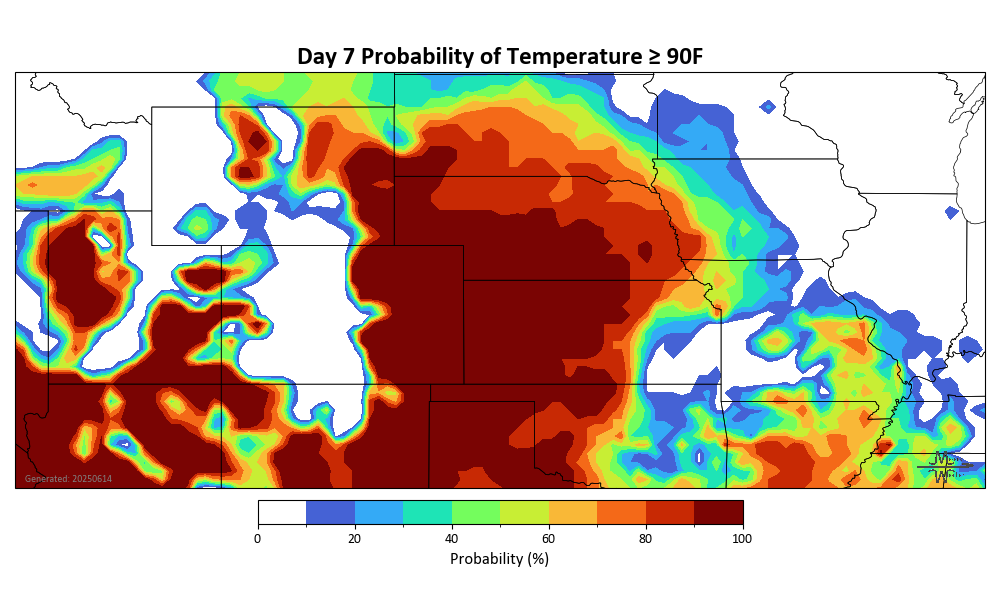 Day 7 Probability of Temperature ≥ 90F
Generated: 20250614
0 20 40 60 80 100
Probability (%)